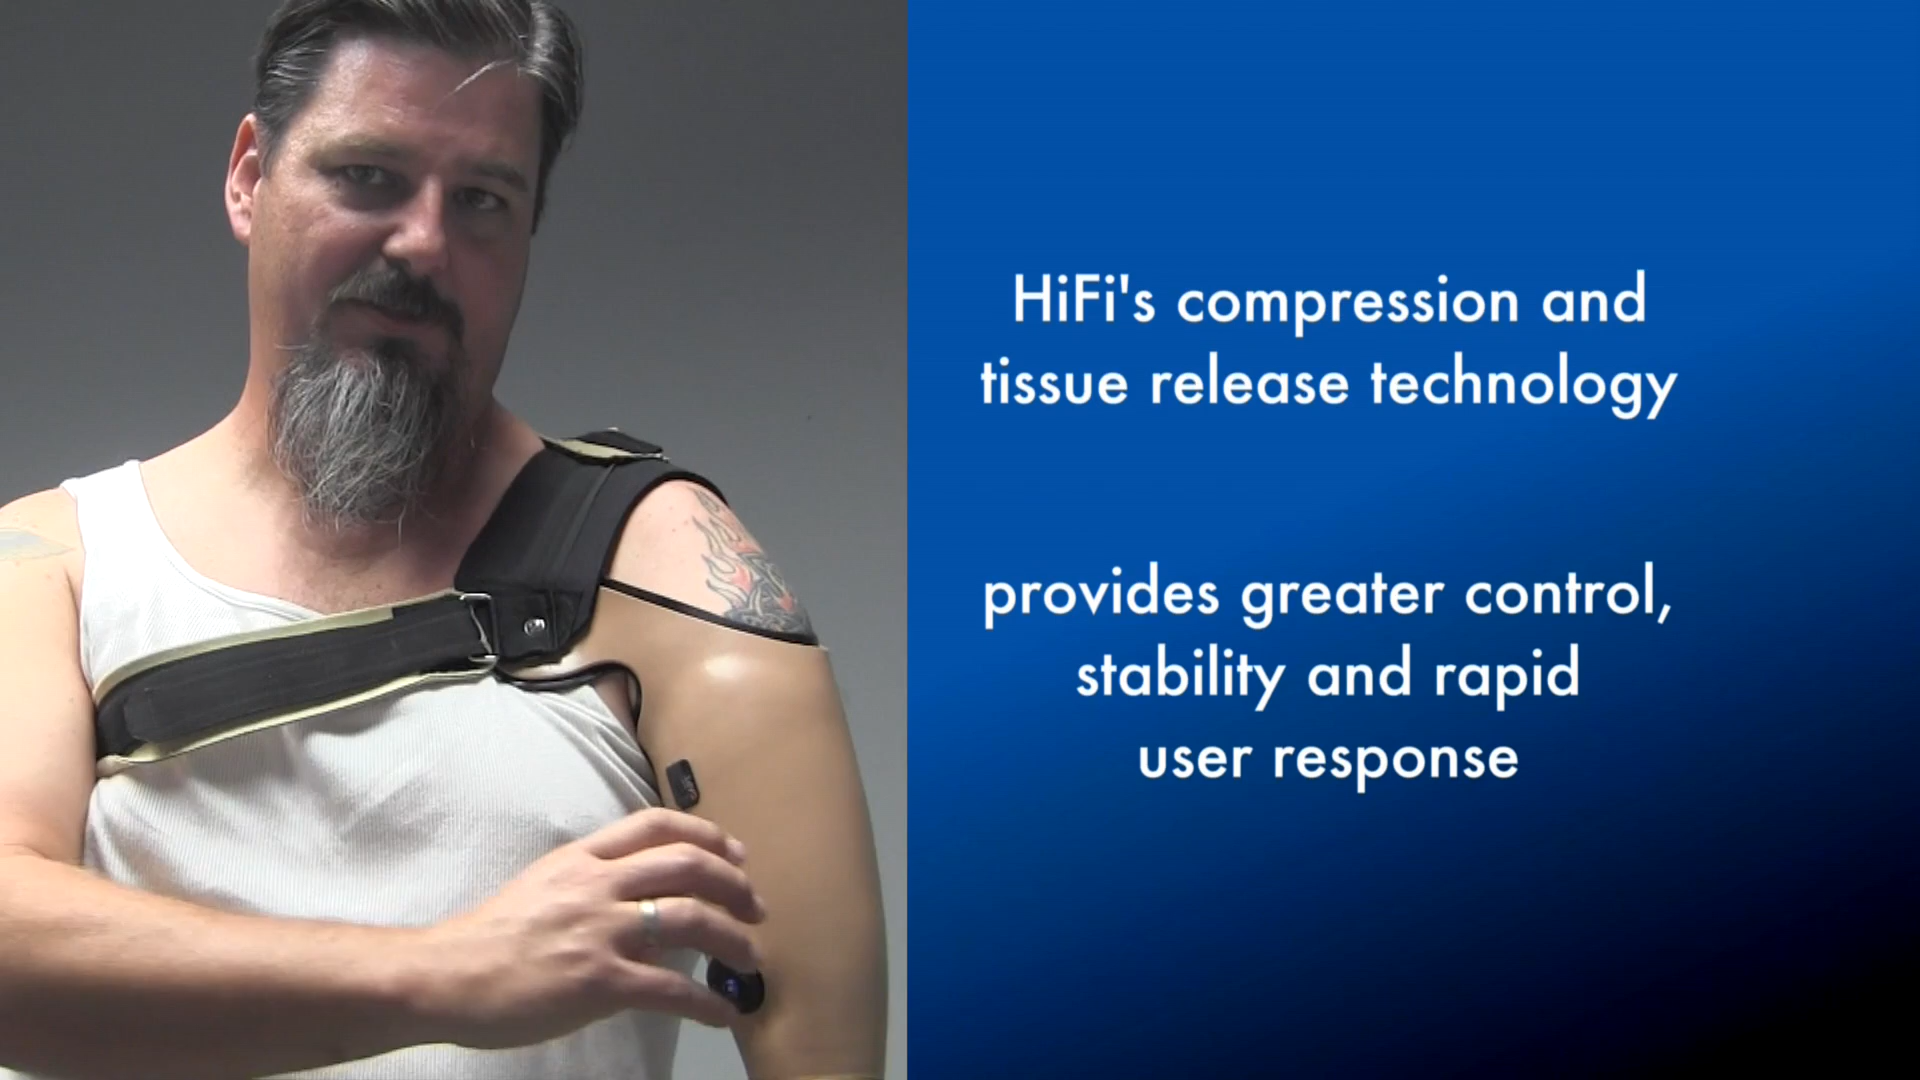 HiFi's compression and
tissue release technology
provides greater control,
stability and rapid
user response